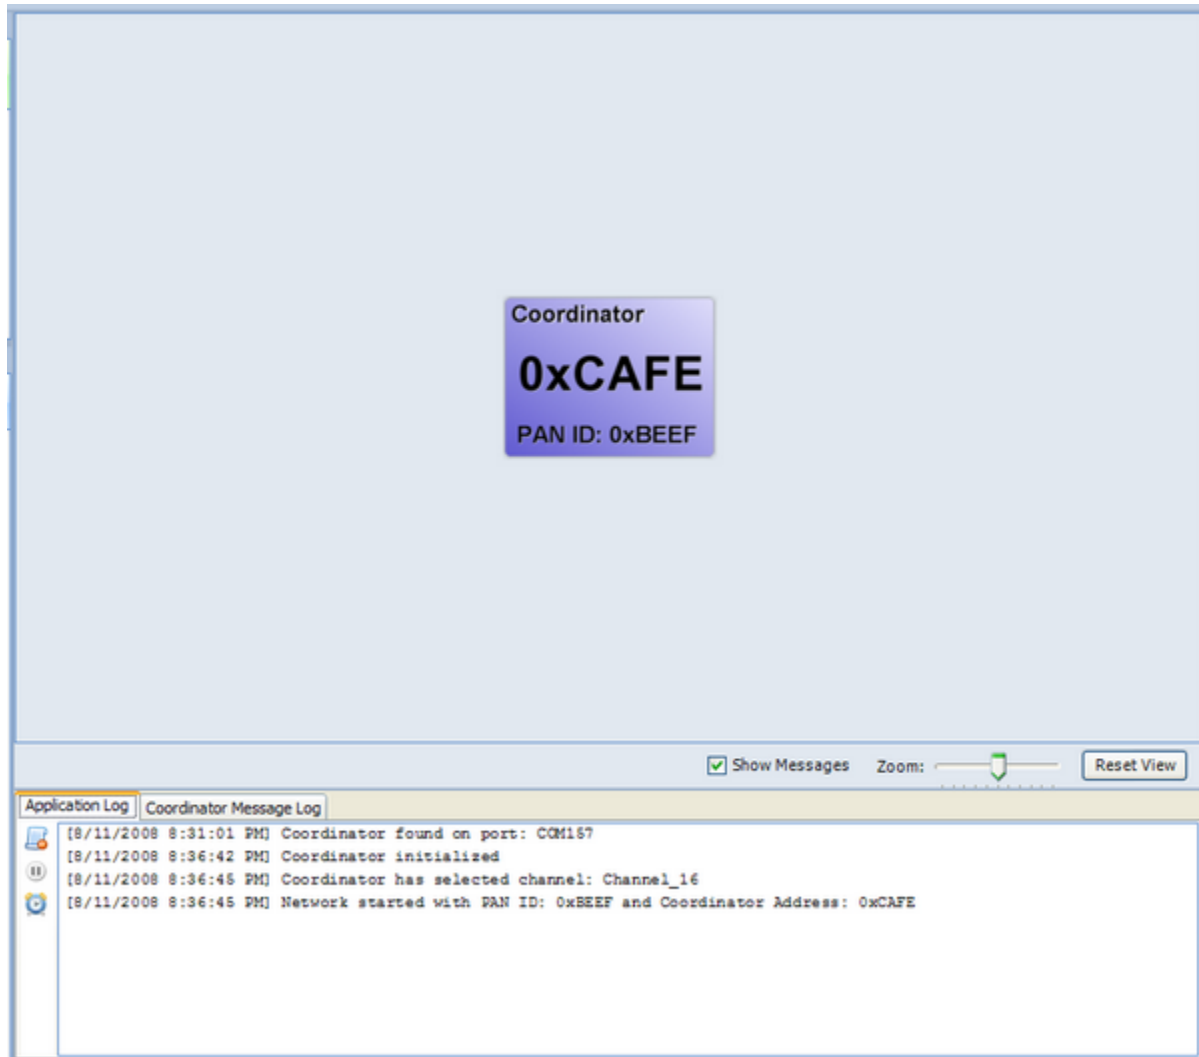 Coordinator
0xCAFE
PAN ID: 0xBEEF
Show Messages Zoom: Reset View
Application Log Coordinator Message Log
[8/11/2008 8:31:01 PM] Coordinator found on port: COM157
[8/11/2008 8:36:42 PM] Coordinator initialized
[8/11/2008 8:36:45 PM] Coordinator has selected channel: Channel_16
[8/11/2008 8:36:45 PM] Network started with PAN ID: 0xBEEF and Coordinator Address: 0xCAFE